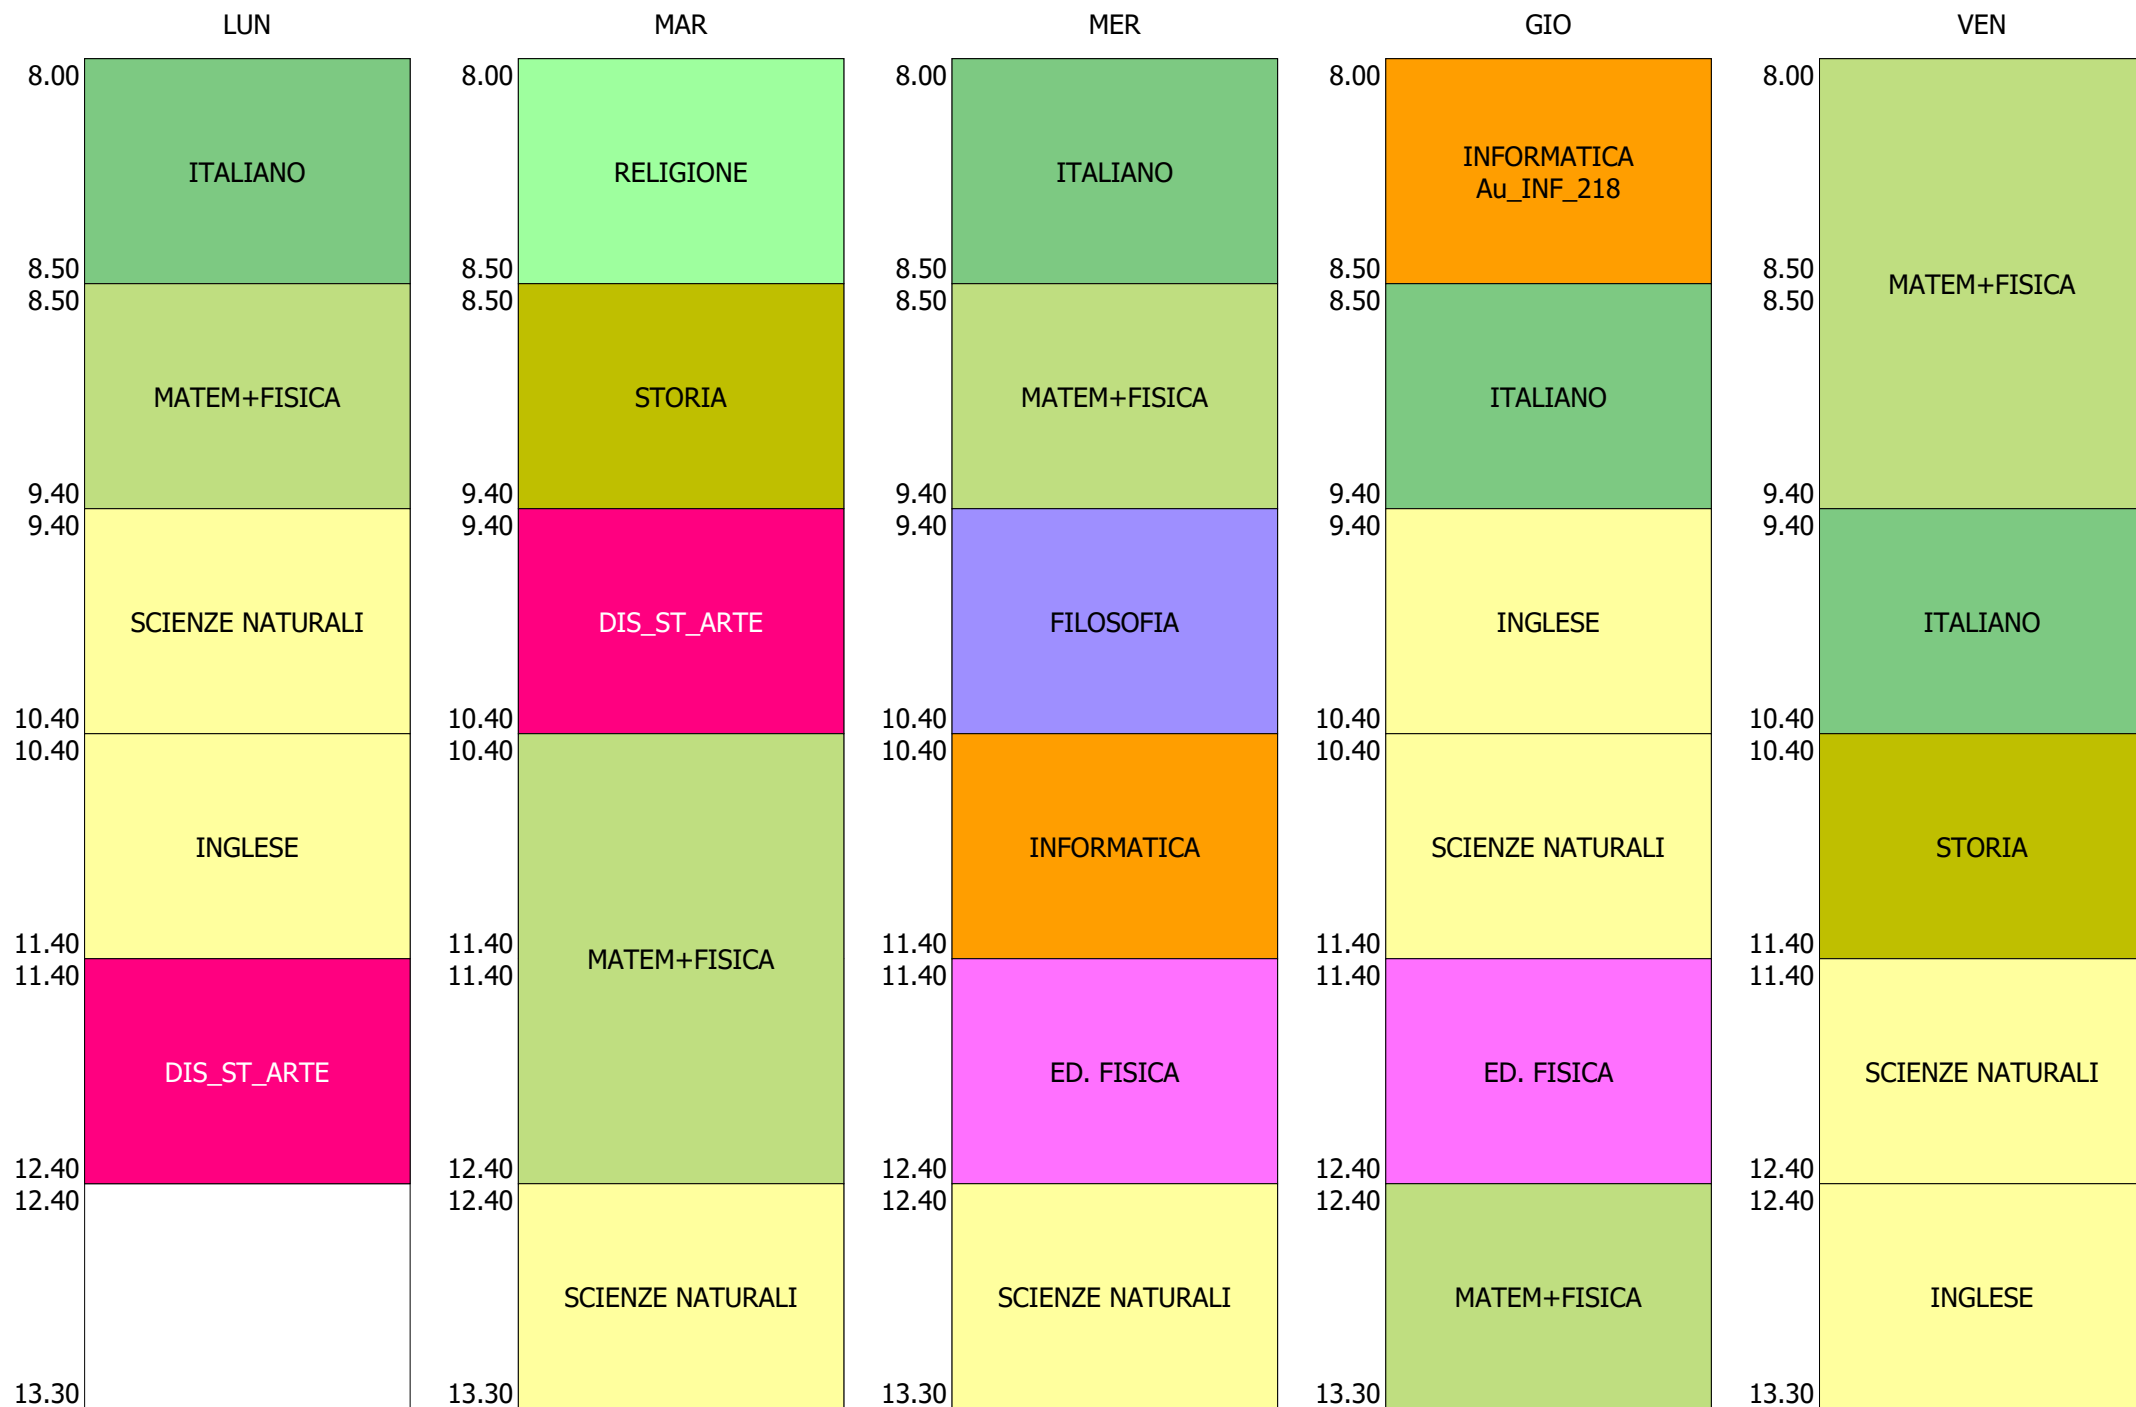 LUN
MAR
MER
GIO
VEN
8.00
ITALIANO
8.50
8.50
MATEM+FISICA
9.40
9.40
SCIENZE NATURALI
10.40
10.40
INGLESE
11.40
11.40
DIS_ST_ARTE
12.40
12.40
13.30
8.00
RELIGIONE
8.50
8.50
STORIA
9.40
9.40
DIS_ST_ARTE
10.40
10.40
MATEM+FISICA
11.40
11.40
12.40
12.40
SCIENZE NATURALI
13.30
8.00
ITALIANO
8.50
8.50
MATEM+FISICA
9.40
9.40
FILOSOFIA
10.40
10.40
INFORMATICA
11.40
11.40
ED. FISICA
12.40
12.40
SCIENZE NATURALI
13.30
8.00
INFORMATICA
Au_INF_218
8.50
8.50
ITALIANO
9.40
9.40
INGLESE
10.40
10.40
SCIENZE NATURALI
11.40
11.40
ED. FISICA
12.40
12.40
MATEM+FISICA
13.30
8.00
8.50
MATEM+FISICA
8.50
9.40
9.40
ITALIANO
10.40
10.40
STORIA
11.40
11.40
SCIENZE NATURALI
12.40
12.40
INGLESE
13.30